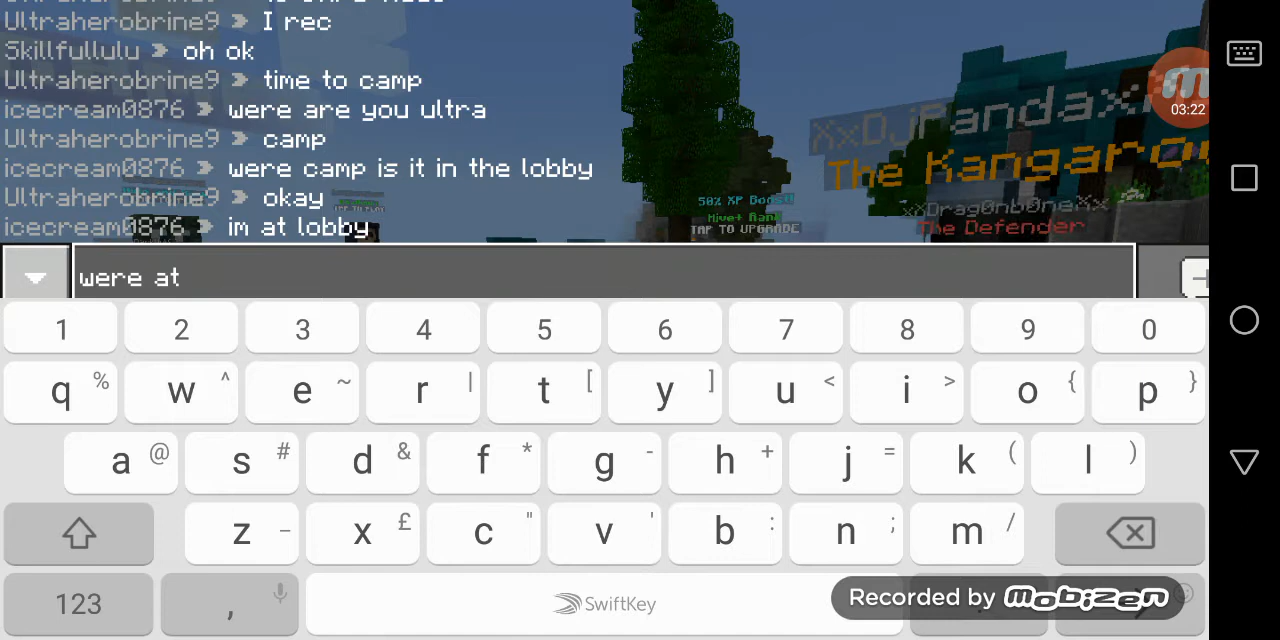 Ultraherobrine9 > I rec
Skillfullulu > oh ok
Ultraherobrine9 > time to camp
icecream0876 > were are you ultra
Ultraherobrine9 > camp
icecream0876 > were camp is it in the lobby
Ultraherobrine9 > okay
icecream0876 > im at lobby
XxDjPandax
The Kangaro
xxDrag0nb0neXx
The Defender
50% XP Boost!
Hive+ Rank
TAP TO UPGRADE
03:22
were at
1 2 3 4 5 6 7 8 9 0
q % w ^ e ~ r | t [ y ] u < i > o { p }
a @ s # d & f * g - h + j = k ( l )
z _ x £ c " v ' b : n ; m /
123 , SwiftKey
Recorded by mobizen